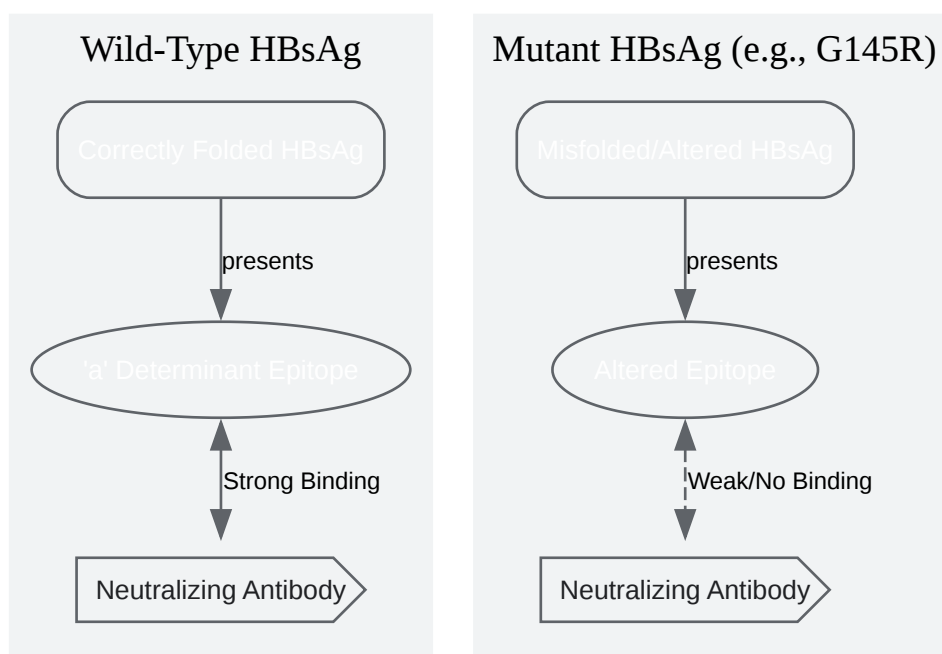 Wild-Type HBsAg
Correctly Folded HBsAg
presents
'a' Determinant Epitope
Strong Binding
Neutralizing Antibody
Mutant HBsAg (e.g., G145R)
Misfolded/Altered HBsAg
presents
Altered Epitope
Weak/No Binding
Neutralizing Antibody